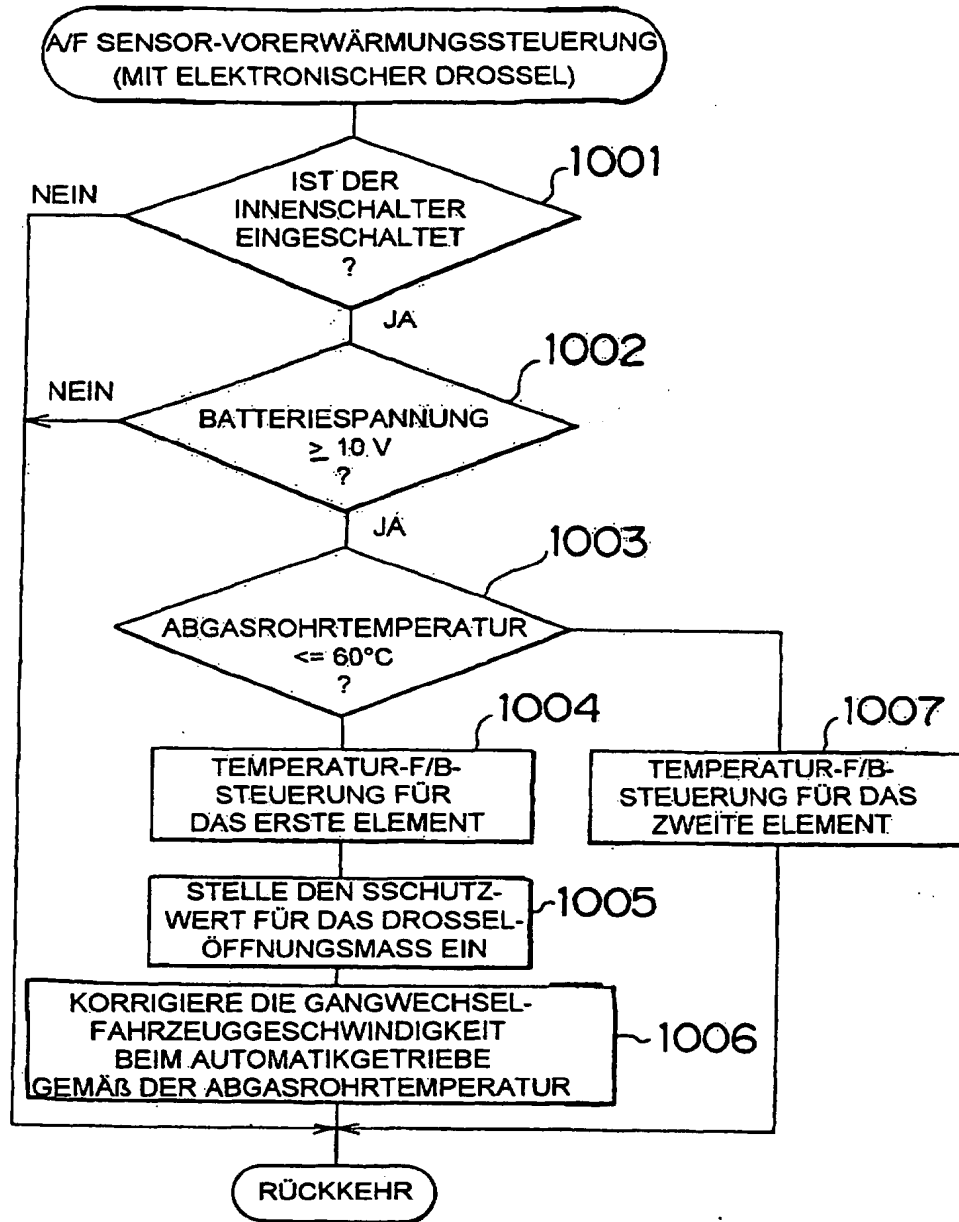 A/F SENSOR-VORERWÄRMUNGSSTEUERUNG
(MIT ELEKTRONISCHER DROSSEL)
1001
NEIN
IST DER
INNENSCHALTER
EINGESCHALTET
?
JA
1002
NEIN
BATTERIESPANNUNG
≥ 10 V
?
JA
1003
ABGASROHRTEMPERATUR
<= 60°C
?
1004
TEMPERATUR-F/B-
STEUERUNG FÜR
DAS ERSTE ELEMENT
1007
TEMPERATUR-F/B-
STEUERUNG FÜR DAS
ZWEITE ELEMENT
STELLE DEN SSCHUTZ-
WERT FÜR DAS DROSSEL-
ÖFFNUNGSMASS EIN
1005
KORRIGIERE DIE GANGWECHSEL-
FAHRZEUGGESCHWINDIGKEIT
BEIM AUTOMATIKGETRIEBE
GEMÄß DER ABGASROHRTEMPERATUR
1006
RÜCKKEHR